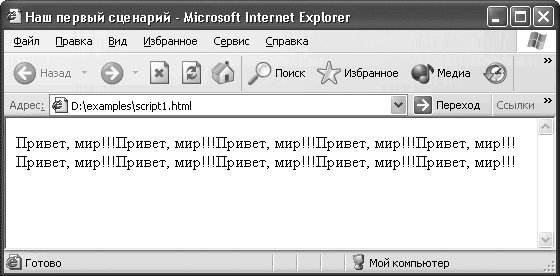 Наш первый сценарий - Microsoft Internet Explorer
Файл Правка Вид Избранное Сервис Справка
Назад Поиск Избранное Медиа
Адрес: D:\examples\script1.html Переход Ссылки
Привет, мир!!!Привет, мир!!!Привет, мир!!!Привет, мир!!!Привет, мир!!!
Привет, мир!!!Привет, мир!!!Привет, мир!!!Привет, мир!!!Привет, мир!!!
Готово Мой компьютер